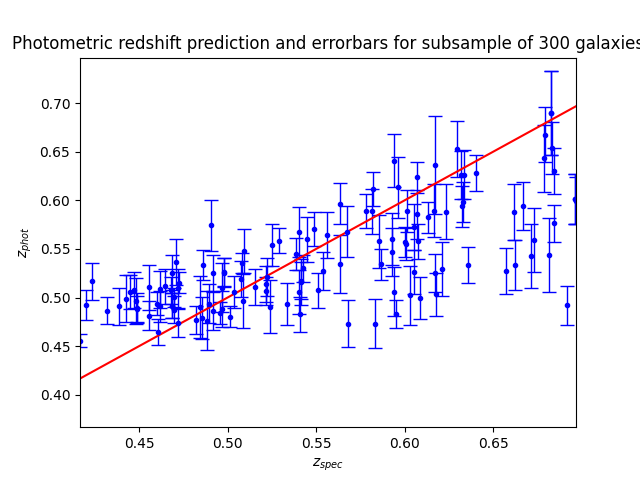 Photometric redshift prediction and errorbars for subsample of 300 galaxies
0.70
0.65
0.60
0.55
0.50
0.45
0.40
z_phot
0.45 0.50 0.55 0.60 0.65
z_spec